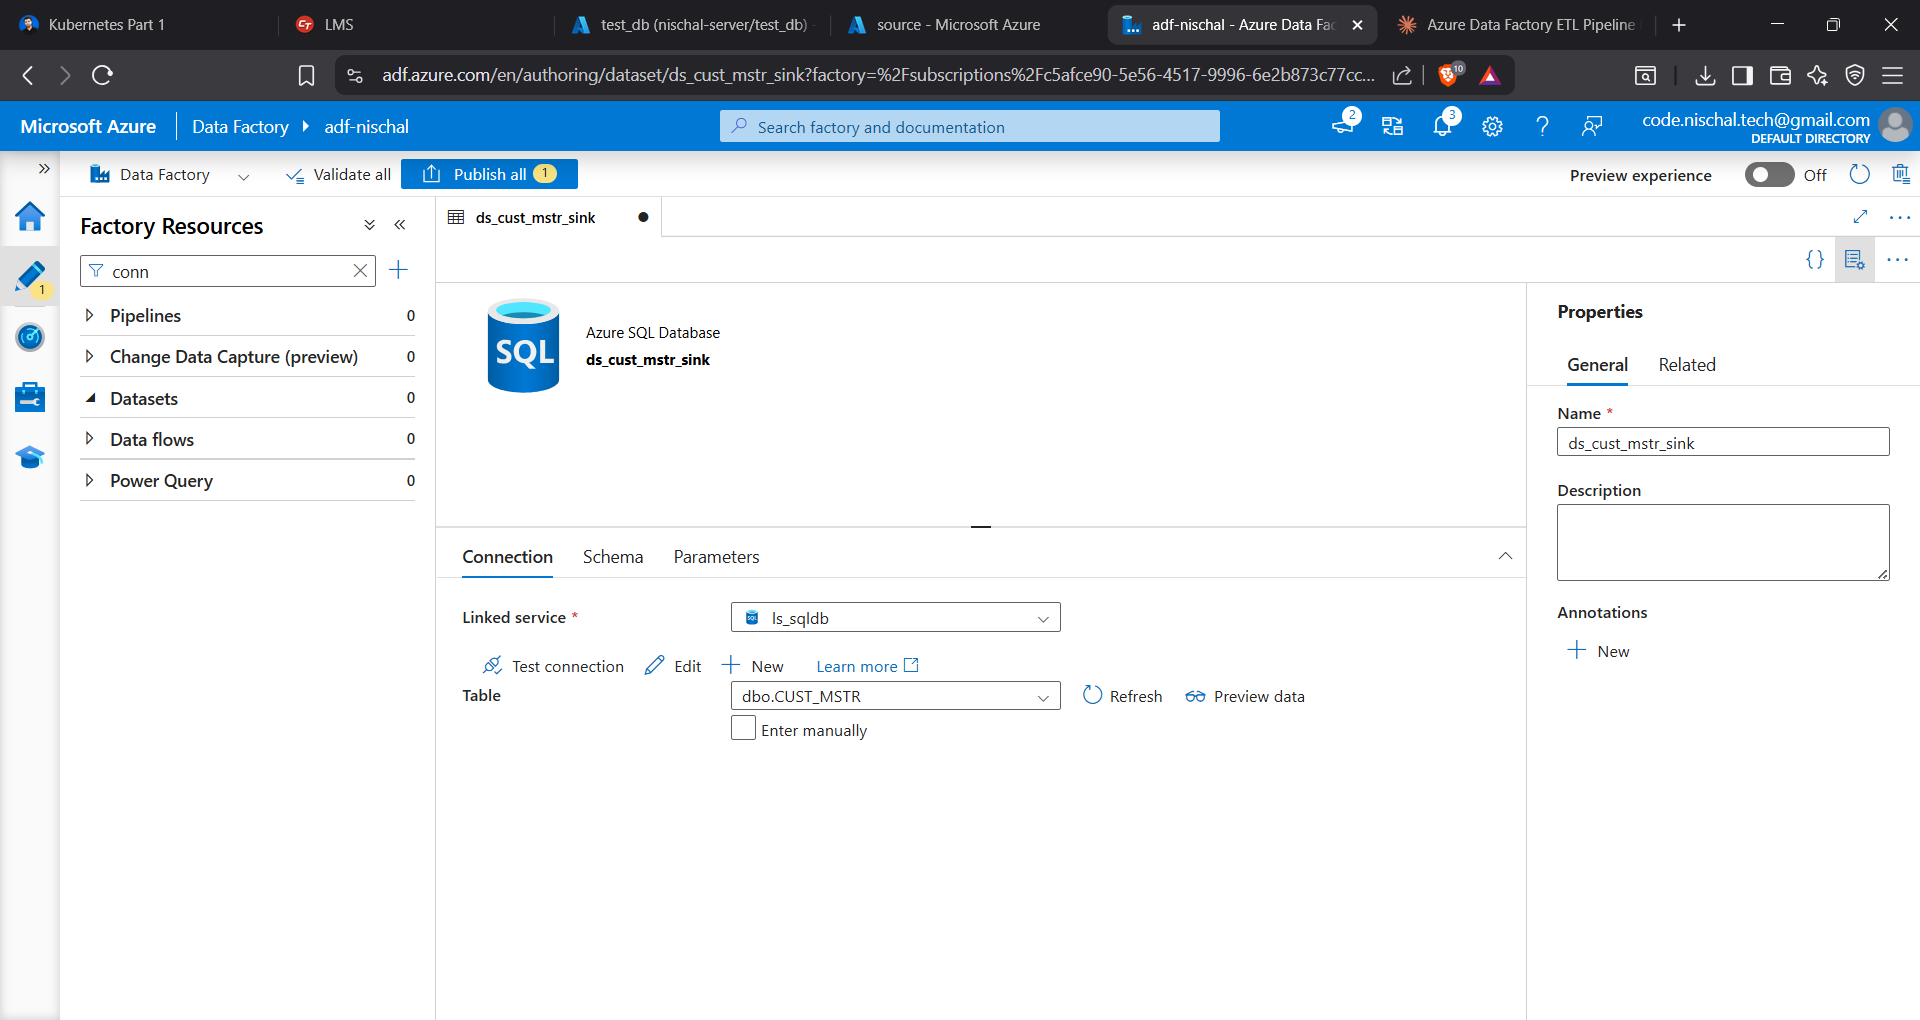 Kubernetes Part 1
LMS
test_db (nischal-server/test_db)
source - Microsoft Azure
adf-nischal - Azure Data Fac
Azure Data Factory ETL Pipeline
adf.azure.com/en/authoring/dataset/ds_cust_mstr_sink?factory=%2Fsubscriptions%2Fc5afce90-5e56-4517-9996-6e2b873c77cc...
10
Microsoft Azure
Data Factory
adf-nischal
Search factory and documentation
2
3
code.nischal.tech@gmail.com
DEFAULT DIRECTORY
Data Factory
Validate all
Publish all 1
Preview experience
Off
Factory Resources
ds_cust_mstr_sink
conn
1
Pipelines 0
Change Data Capture (preview) 0
Datasets 0
Data flows 0
Power Query 0
SQL
Azure SQL Database
ds_cust_mstr_sink
Connection
Schema
Parameters
Linked service *
SQL
ls_sqldb
Test connection
Edit
New
Learn more
Table
dbo.CUST_MSTR
Refresh
Preview data
Enter manually
Properties
General
Related
Name *
ds_cust_mstr_sink
Description
Annotations
New